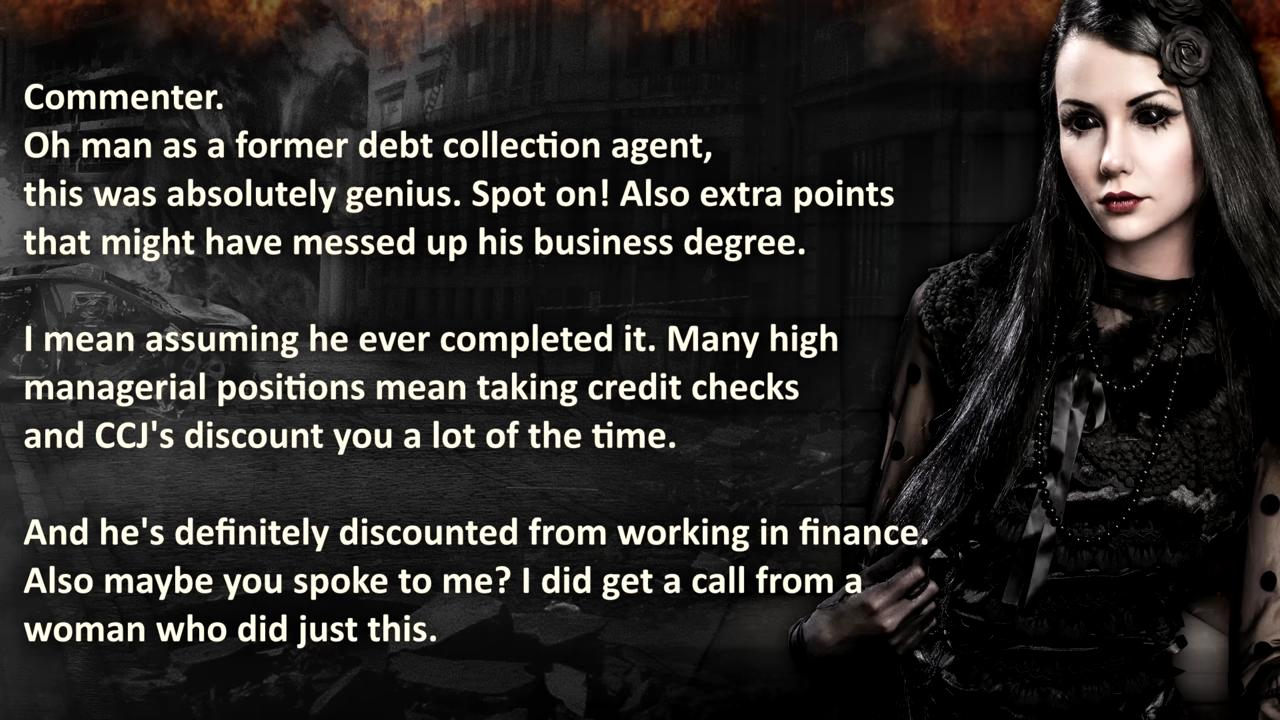 Commenter.
Oh man as a former debt collection agent,
this was absolutely genius. Spot on! Also extra points
that might have messed up his business degree.
I mean assuming he ever completed it. Many high
managerial positions mean taking credit checks
and CCJ's discount you a lot of the time.
And he's definitely discounted from working in finance.
Also maybe you spoke to me? I did get a call from a
woman who did just this.